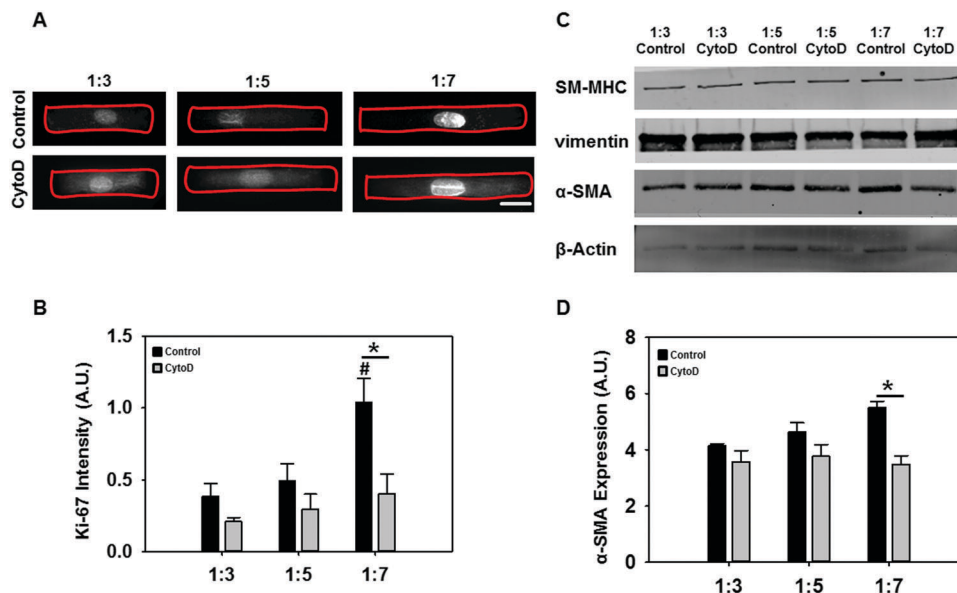 A
1:3 1:5 1:7
Control
CytoD
B
Ki-67 Intensity (A.U.)
1.5
1.0
0.5
0.0
Control
CytoD
#
*
1:3 1:5 1:7
C
1:3 1:3 1:5 1:5 1:7 1:7
Control CytoD Control CytoD Control CytoD
SM-MHC
vimentin
α-SMA
β-Actin
D
α-SMA Expression (A.U.)
8
6
4
2
0
Control
CytoD
*
1:3 1:5 1:7